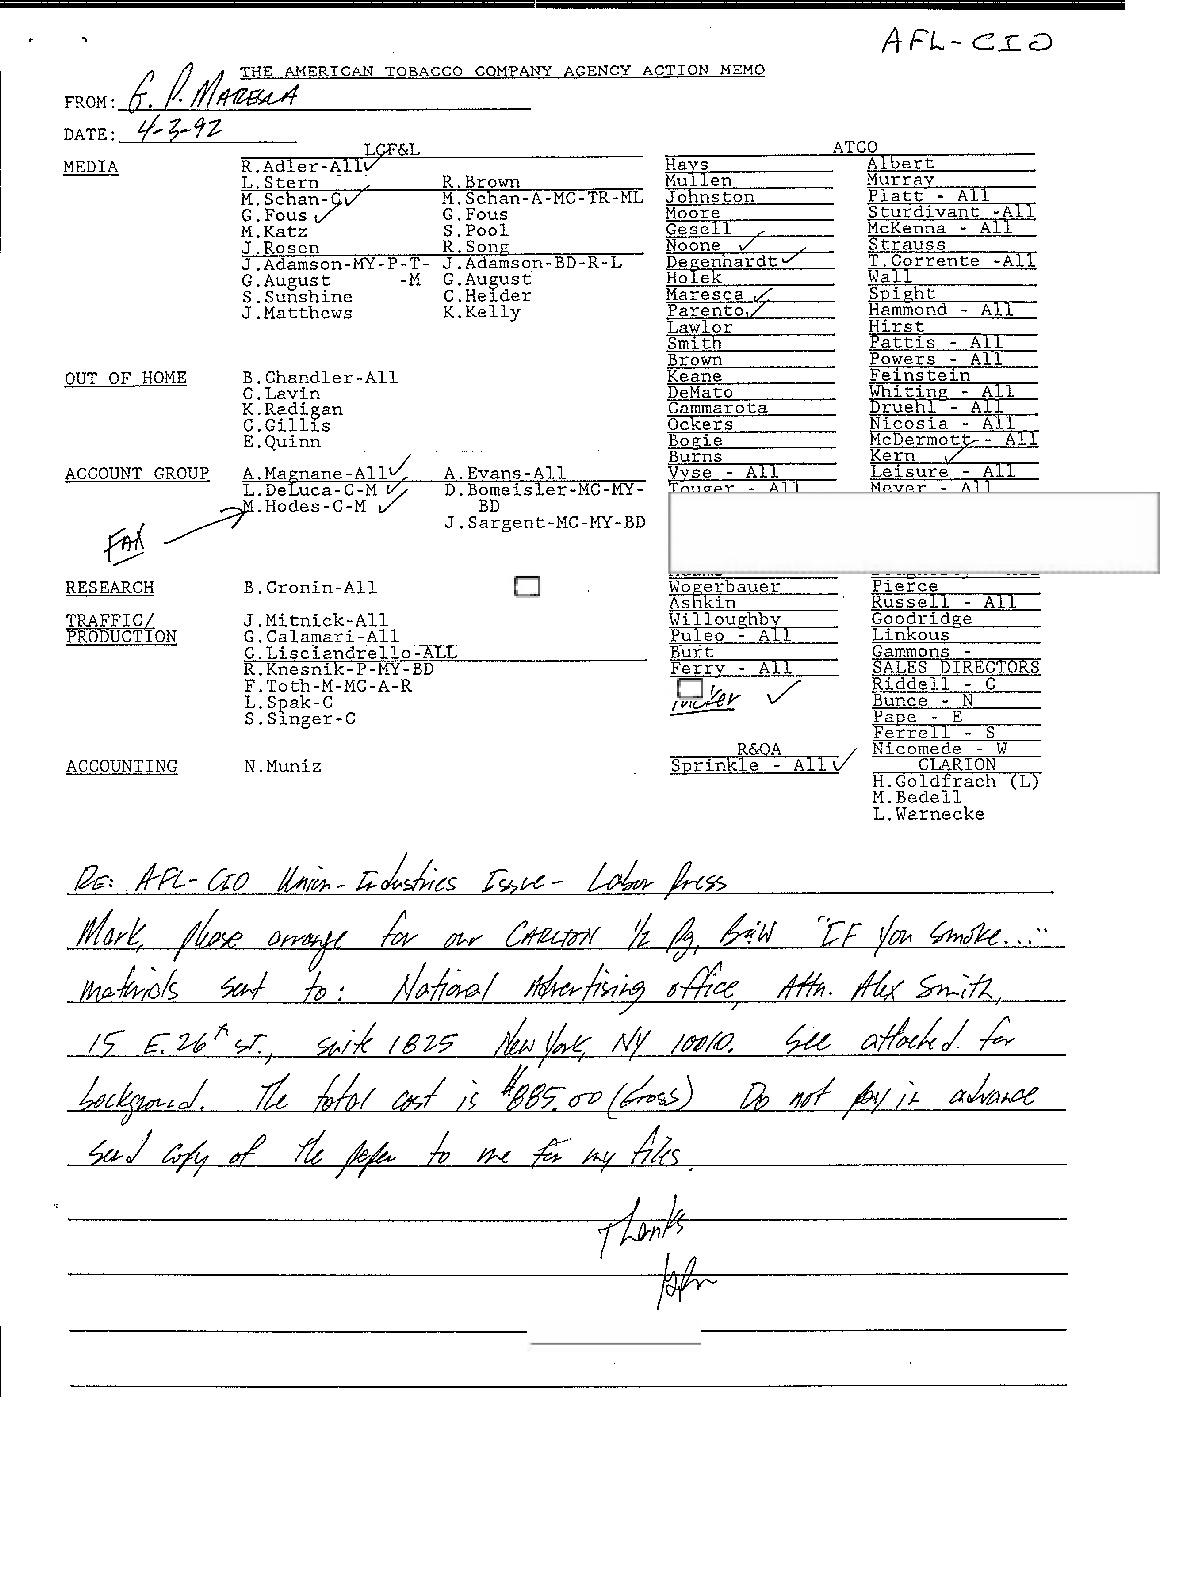 AFL-CIO
THE AMERICAN TOBACCO COMPANY AGENCY ACTION MEMO
FROM: G. P. MARESCA
DATE: 4-3-92
LGF&L ATCO
MEDIA R.Adler-All✓ Hays Albert
L.Stern R.Brown Mullen Murray
M.Schan-C✓ M.Schan-A-MC-TR-ML Johnston Piatt - All
G.Fous ✓ G.Fous Moore Sturdivant -All
M.Katz S.Pool Gesell McKenna - All
J.Rosen R.Song Noone ✓ Strauss
J.Adamson-MY-P-T- J.Adamson-BD-R-L Degenhardt✓ T.Corrente -All
G.August -M G.August Holek Wall
S.Sunshine C.Heider Maresca ✓ Spight
J.Matthews K.Kelly Parento ✓ Hammond - All
Lawlor Hirst
Smith Pattis - All
Brown Powers - All
OUT OF HOME B.Chandler-All Keane Feinstein
C.Lavin DeMato Whiting - All
K.Radigan Gammarota Druehl - All
C.Gillis Ockers Nicosia - All
E.Quinn Bogie McDermott - All
Burns Kern ✓
ACCOUNT GROUP A.Magnane-All✓ A.Evans-All Vyse - All Leisure - All
L.DeLuca-C-M ✓ D.Bomeisler-MC-MY- Touger - All Meyer - All
M.Hodes-C-M ✓ BD
J.Sargent-MC-MY-BD
FAX
RESEARCH B.Cronin-All Wogerbauer Pierce
Ashkin Russell - All
TRAFFIC/ J.Mitnick-All Willoughby Goodridge
PRODUCTION G.Calamari-All Puleo - All Linkous
C.Lisciandrello-ALL Burt Gammons -
R.Knesnik-P-MY-BD Ferry - All SALES DIRECTORS
F.Toth-M-MC-A-R Riddell - C
L.Spak-C ✓ Bunce - N
S.Singer-C Pape - E
Ferrell - S
R&QA Nicomede - W
ACCOUNTING N.Muniz Sprinkle - All✓ CLARION
H.Goldfrach (L)
M.Bedell
L.Warnecke
RE: AFL-CIO Union-Industries Issue - Labor Press
Mark, please arrange for our CARLTON 1/2 Pg, B&W "IF You Smoke..."
materials sent to: National Advertising office, Attn. Alex Smith,
15 E. 26th ST., suite 1825 New York, NY 10010. See attached for
background. The total cost is $885.00 (Gross) Do not pay in advance
send copy of the paper to me for my files.
Thanks